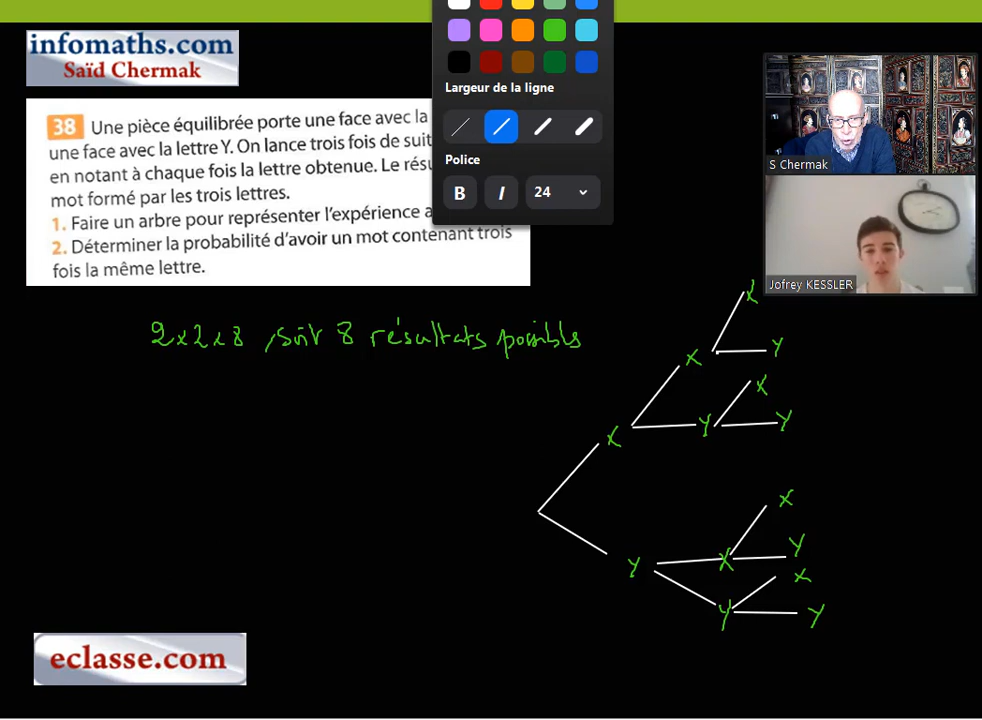 infomaths.com
Saïd Chermak
38 Une pièce équilibrée porte une face avec la
une face avec la lettre Y. On lance trois fois de suit
en notant à chaque fois la lettre obtenue. Le résu
mot formé par les trois lettres.
1. Faire un arbre pour représenter l'expérience a
2. Déterminer la probabilité d'avoir un mot contenant trois
fois la même lettre.
Largeur de la ligne
Police
B I 24
S Chermak
Jofrey KESSLER
2x2x8, soit 8 résultats possibles
X
X Y
X
X Y Y
X
Y X Y
X
Y Y
eclasse.com